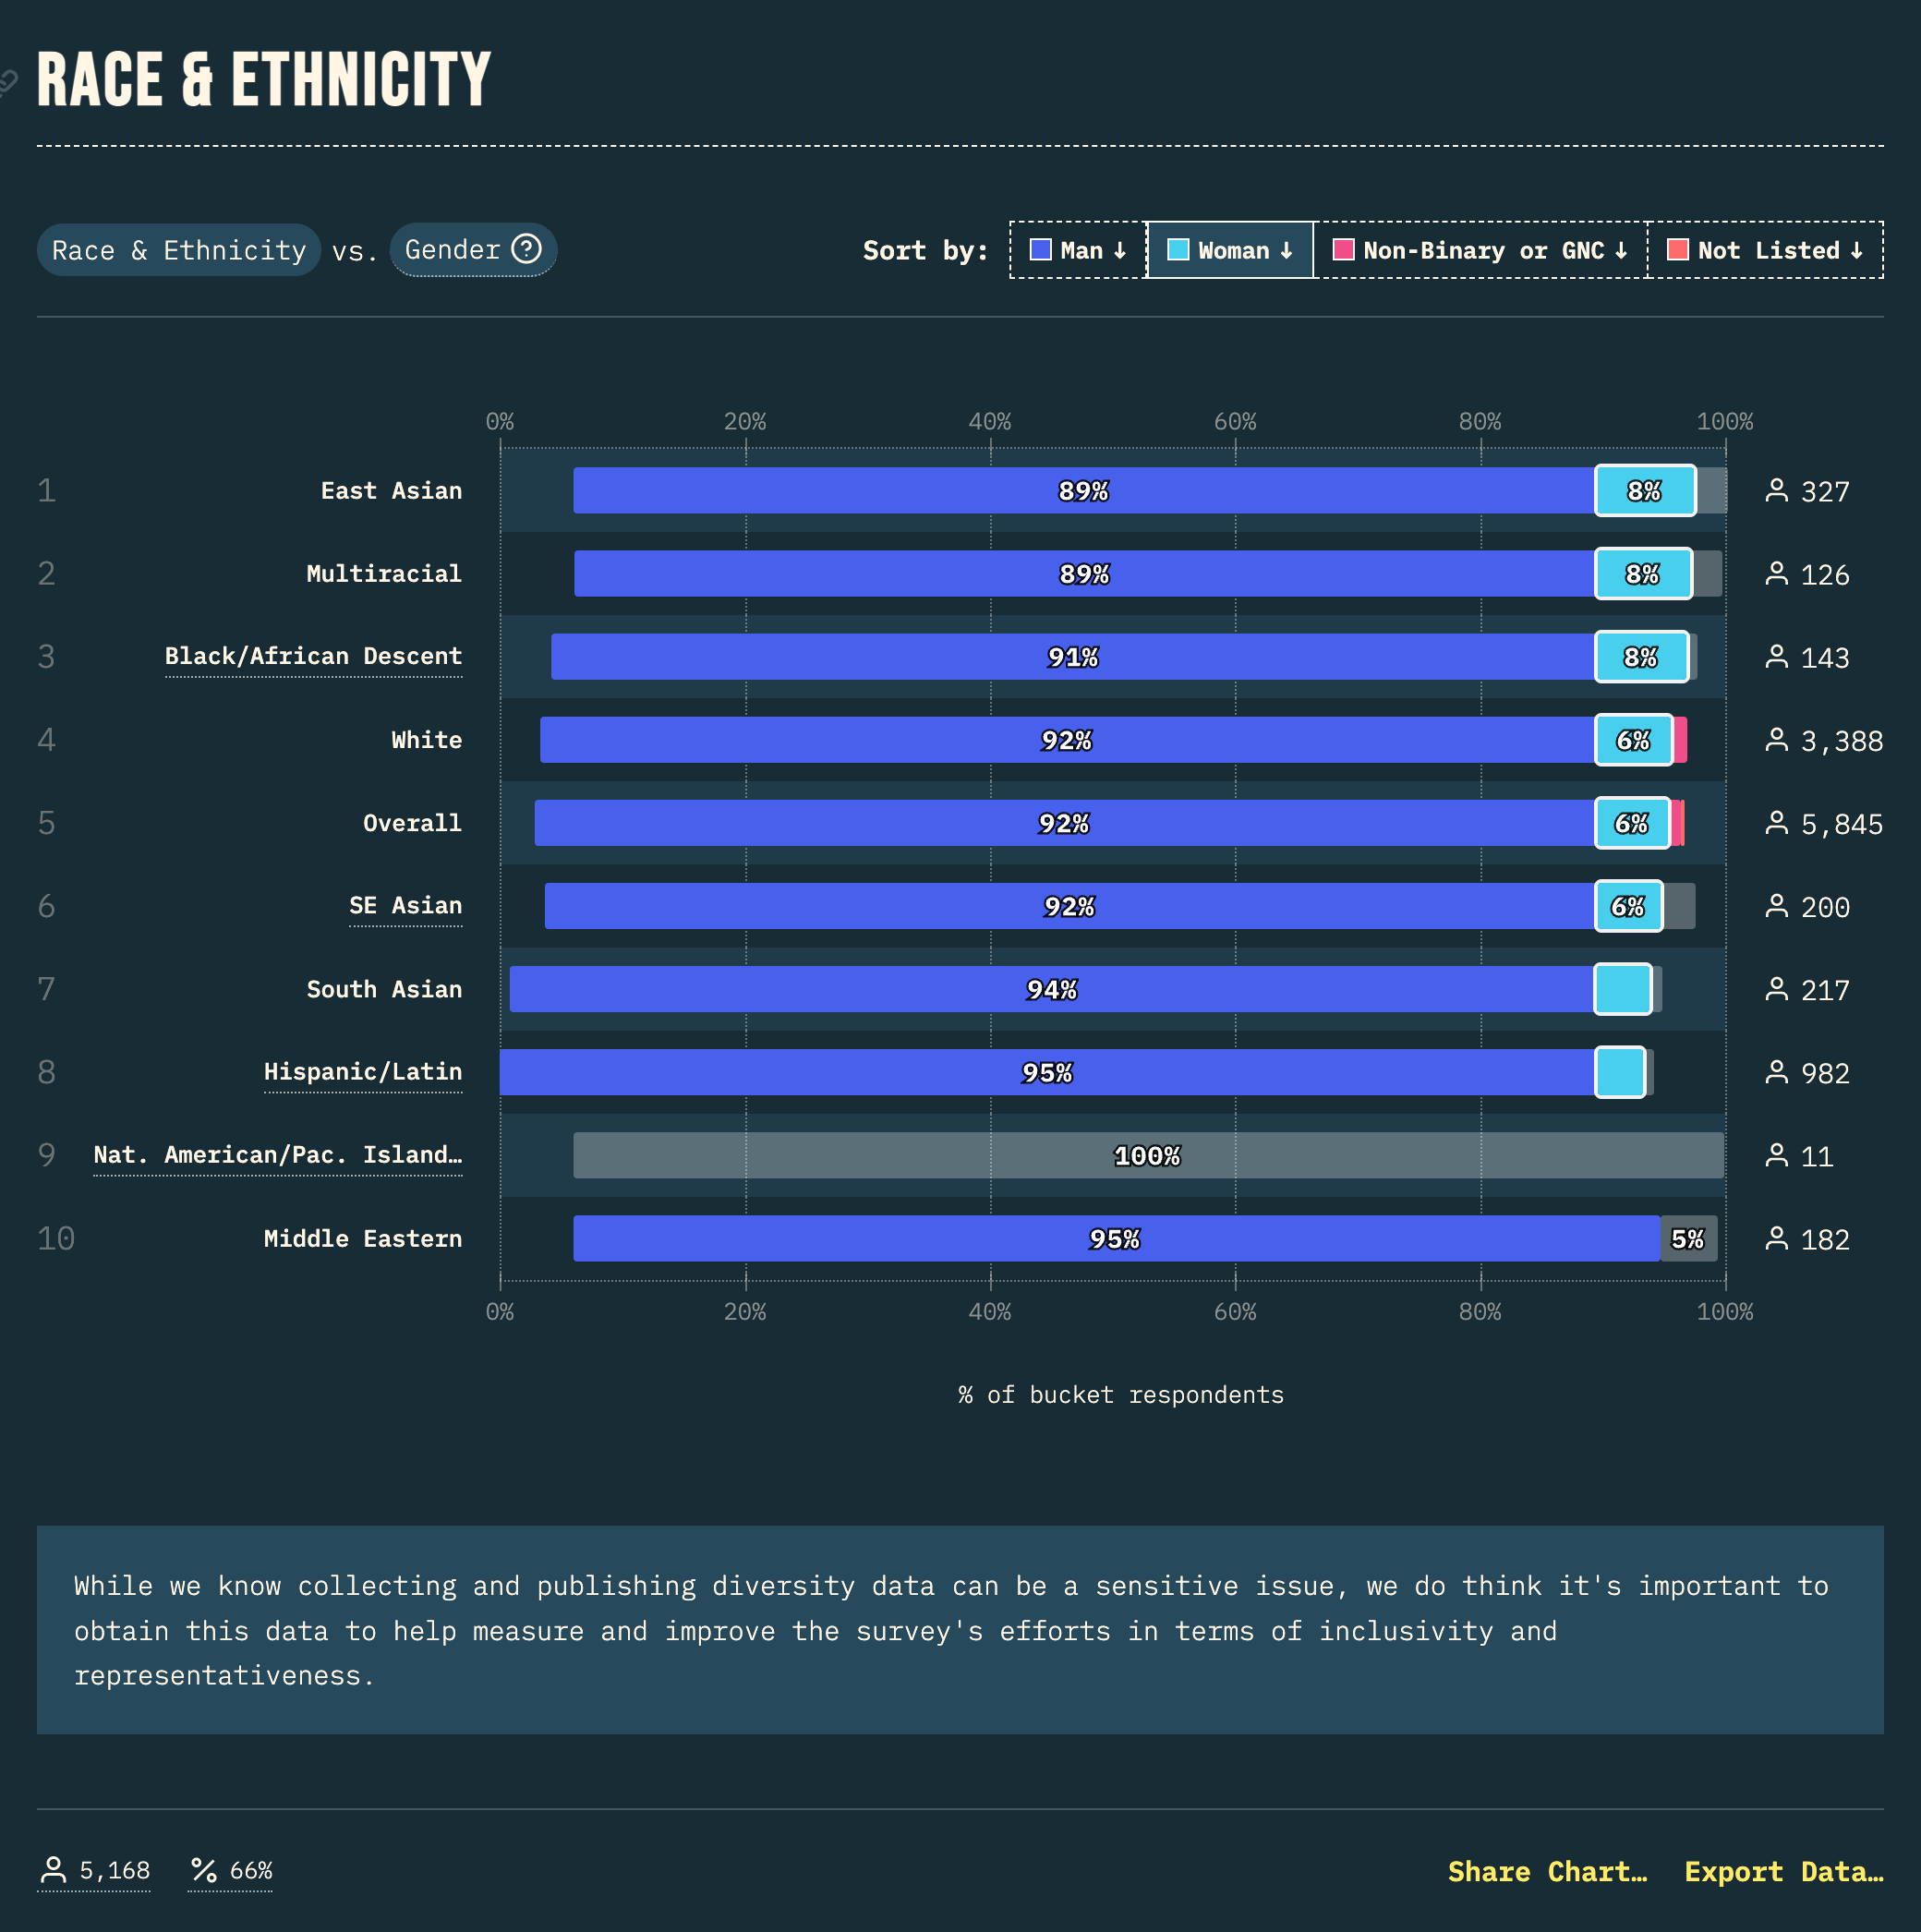 RACE & ETHNICITY
Race & Ethnicity vs. Gender ?
Sort by: Man ↓ Woman ↓ Non-Binary or GNC ↓ Not Listed ↓
0% 20% 40% 60% 80% 100%
1 East Asian 89% 8% 327
2 Multiracial 89% 8% 126
3 Black/African Descent 91% 8% 143
4 White 92% 6% 3,388
5 Overall 92% 6% 5,845
6 SE Asian 92% 6% 200
7 South Asian 94% 217
8 Hispanic/Latin 95% 982
9 Nat. American/Pac. Island… 100% 11
10 Middle Eastern 95% 5% 182
0% 20% 40% 60% 80% 100%
% of bucket respondents
While we know collecting and publishing diversity data can be a sensitive issue, we do think it's important to
obtain this data to help measure and improve the survey's efforts in terms of inclusivity and
representativeness.
5,168 % 66% Share Chart… Export Data…